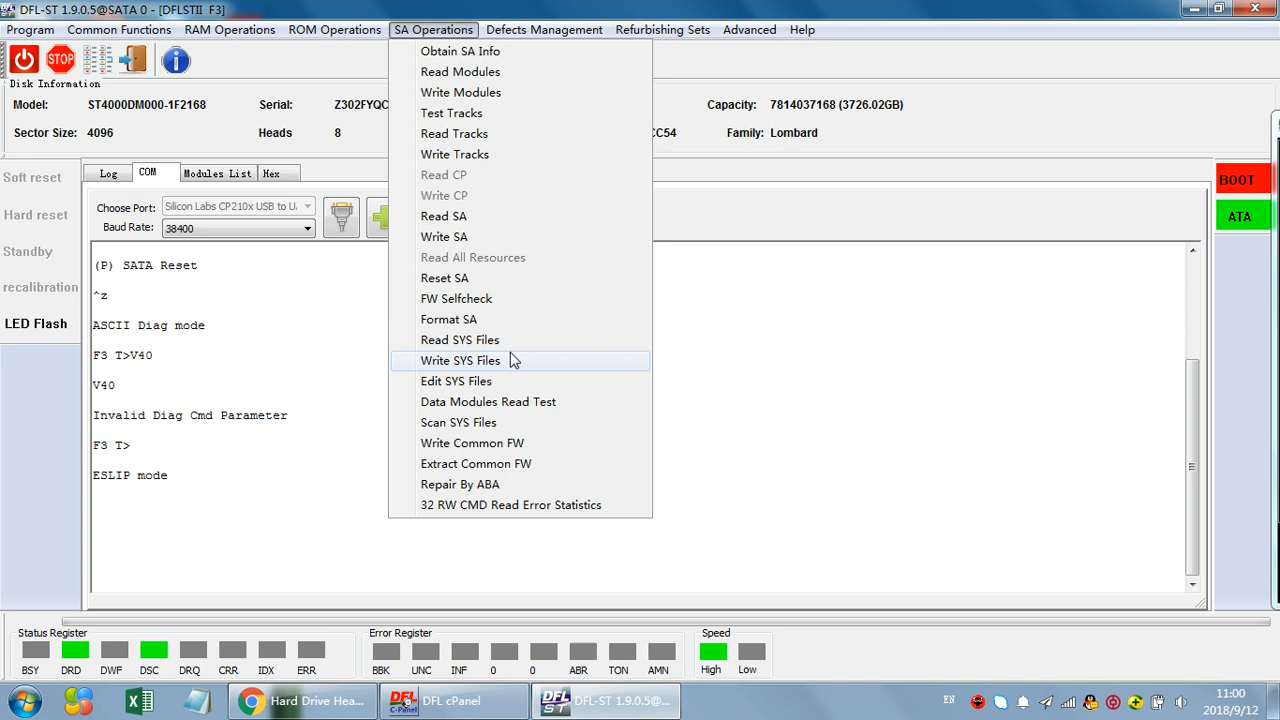 DFL-ST 1.9.0.5@SATA 0 - [DFLSTII F3]
Program Common Functions RAM Operations ROM Operations SA Operations Defects Management Refurbishing Sets Advanced Help
STOP
Disk Information
Model: ST4000DM000-1F2168 Serial: Z302FYQC Capacity: 7814037168 (3726.02GB)
Sector Size: 4096 Heads 8 CC54 Family: Lombard
Obtain SA Info
Read Modules
Write Modules
Test Tracks
Read Tracks
Write Tracks
Read CP
Write CP
Read SA
Write SA
Read All Resources
Reset SA
FW Selfcheck
Format SA
Read SYS Files
Write SYS Files
Edit SYS Files
Data Modules Read Test
Scan SYS Files
Write Common FW
Extract Common FW
Repair By ABA
32 RW CMD Read Error Statistics
Soft reset
Hard reset
Standby
recalibration
LED Flash
Log COM Modules List Hex
Choose Port: Silicon Labs CP210x USB to U
Baud Rate: 38400
(P) SATA Reset
^z
ASCII Diag mode
F3 T>V40
V40
Invalid Diag Cmd Parameter
F3 T>
ESLIP mode
BOOT
ATA
Status Register Error Register Speed
BSY DRD DWF DSC DRQ CRR IDX ERR BBK UNC INF 0 0 ABR TON AMN High Low
Hard Drive Hea... DFL cPanel DFL-ST 1.9.0.5@... EN 11:00
2018/9/12
DFL C-Panel
DFL ST